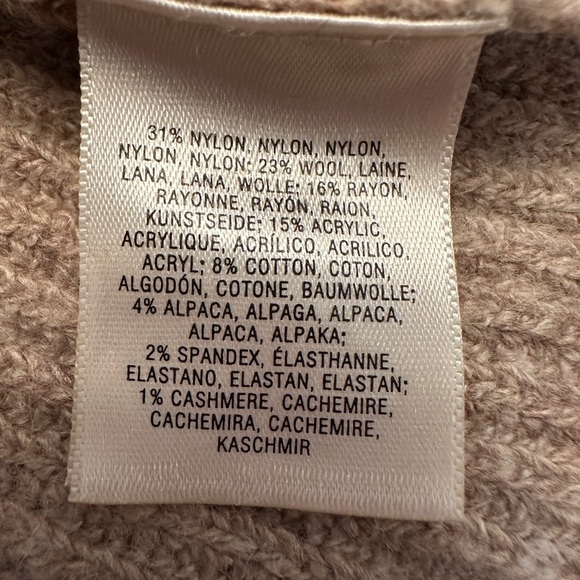 31% NYLON, NYLON, NYLON,
NYLON, NYLON: 23% WOOL, LAINE,
LANA, LANA, WOLLE: 16% RAYON,
RAYONNE, RAYÓN, RAION,
KUNSTSEIDE: 15% ACRYLIC,
ACRYLIQUE, ACRÍLICO, ACRILICO,
ACRYL; 8% COTTON, COTON,
ALGODÓN, COTONE, BAUMWOLLE;
4% ALPACA, ALPAGA, ALPACA,
ALPACA, ALPAKA;
2% SPANDEX, ÉLASTHANNE,
ELASTANO, ELASTAN, ELASTAN;
1% CASHMERE, CACHEMIRE,
CACHEMIRA, CACHEMIRE,
KASCHMIR